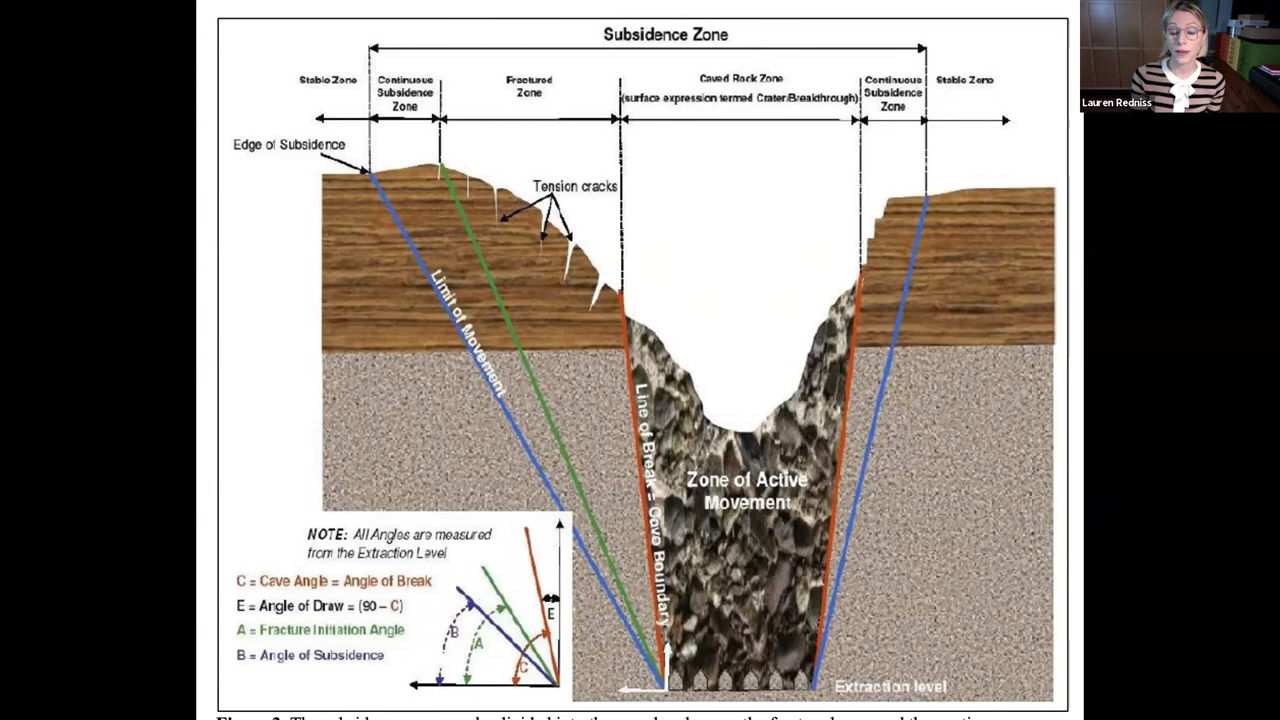 Subsidence Zone
Stable Zone
Continuous
Subsidence
Zone
Fractured
Zone
Caved Rock Zone
(surface expression termed Crater/Breakthrough)
Continuous
Subsidence
Zone
Stable Zone
Lauren Redniss
Edge of Subsidence
Tension cracks
Limit of Movement
Line of Break = Cave Boundary
Zone of Active
Movement
NOTE: All Angles are measured
from the Extraction Level
C = Cave Angle = Angle of Break
E = Angle of Draw = (90 – C)
A = Fracture Initiation Angle
B = Angle of Subsidence
E
B
A
C
Extraction level